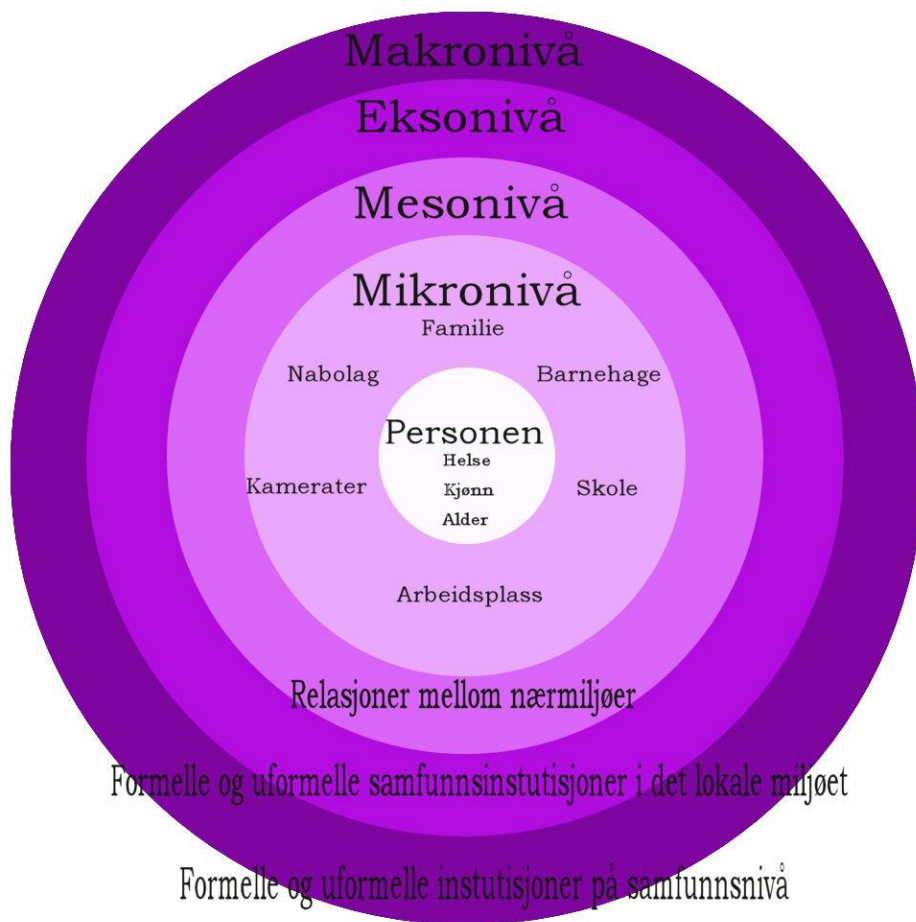 Makronivå
Eksonivå
Mesonivå
Mikronivå
Familie
Nabolag
Barnehage
Personen
Helse
Kjønn
Alder
Kamerater
Skole
Arbeidsplass
Relasjoner mellom nærmiljøer
Formelle og uformelle samfunnsinstutisjoner i det lokale miljøet
Formelle og uformelle instutisjoner på samfunnsnivå